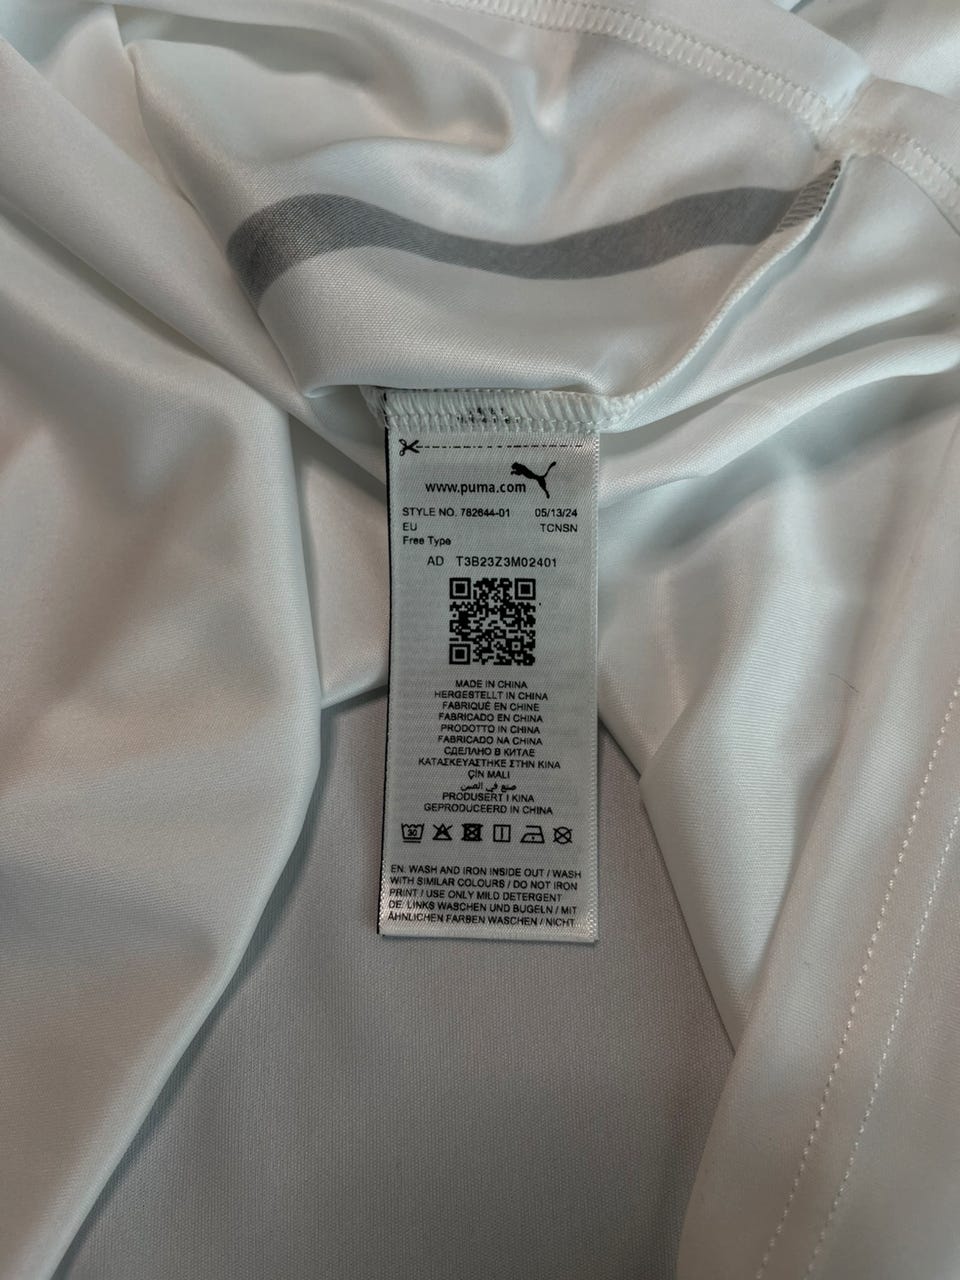 www.puma.com
STYLE NO. 782644-01 05/13/24
EU TCNSN
Free Type
AD T3B23Z3M02401
MADE IN CHINA
HERGESTELLT IN CHINA
FABRIQUÉ EN CHINE
FABRICADO EN CHINA
PRODOTTO IN CHINA
FABRICADO NA CHINA
СДЕЛАНО В КИТАЕ
ΚΑΤΑΣΚΕΥΑΣΤΗΚΕ ΣΤΗΝ ΚΙΝΑ
ÇİN MALI
صنع في الصين
PRODUSERT I KINA
GEPRODUCEERD IN CHINA
30
EN: WASH AND IRON INSIDE OUT / WASH
WITH SIMILAR COLOURS / DO NOT IRON
PRINT / USE ONLY MILD DETERGENT
DE: LINKS WASCHEN UND BUGELN / MIT
ÄHNLICHEN FARBEN WASCHEN / NICHT